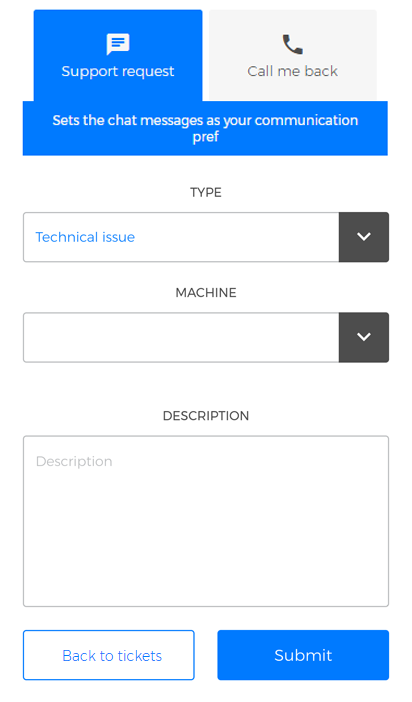 Support request
Call me back
Sets the chat messages as your communication
pref
TYPE
Technical issue
MACHINE
DESCRIPTION
Description
Back to tickets
Submit